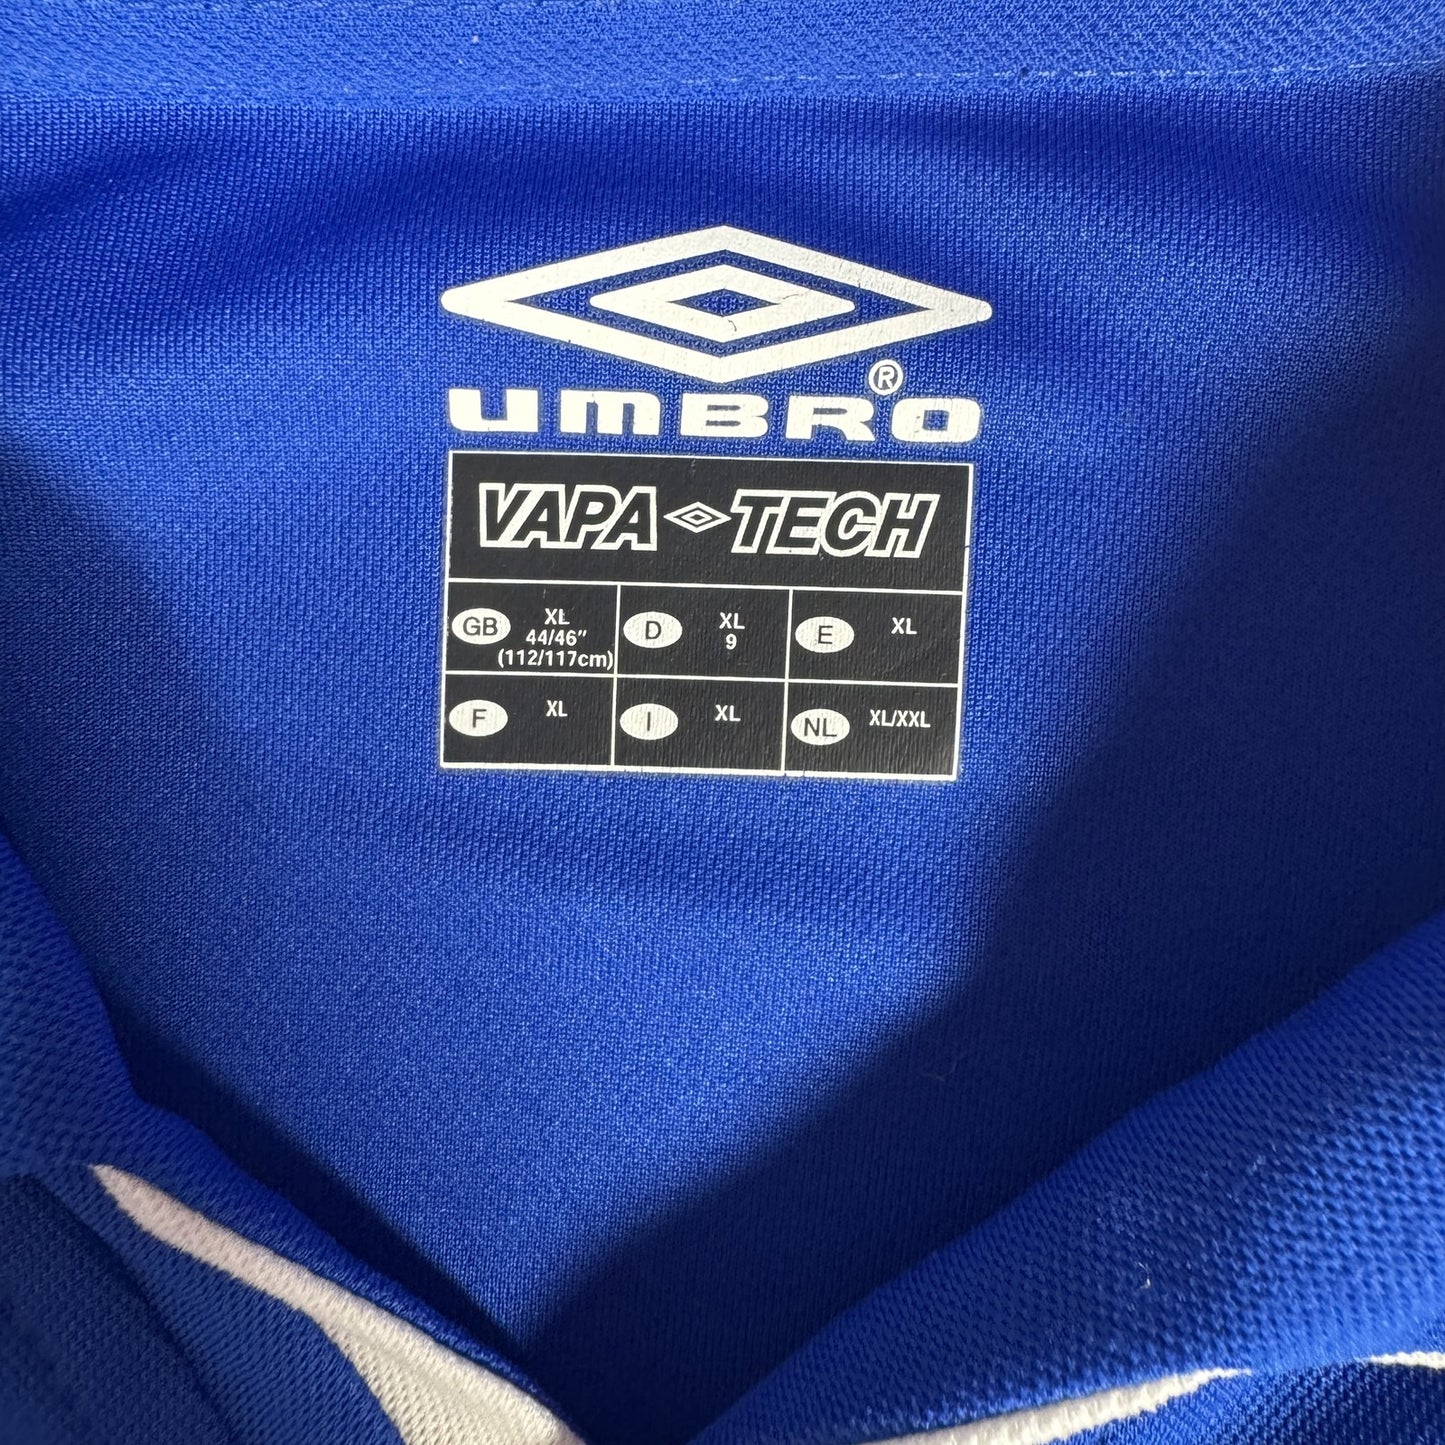 ®
UMBRO
VAPA TECH
GB XL
44/46"
(112/117cm)
D XL
9
E XL
F XL
I XL
NL XL/XXL